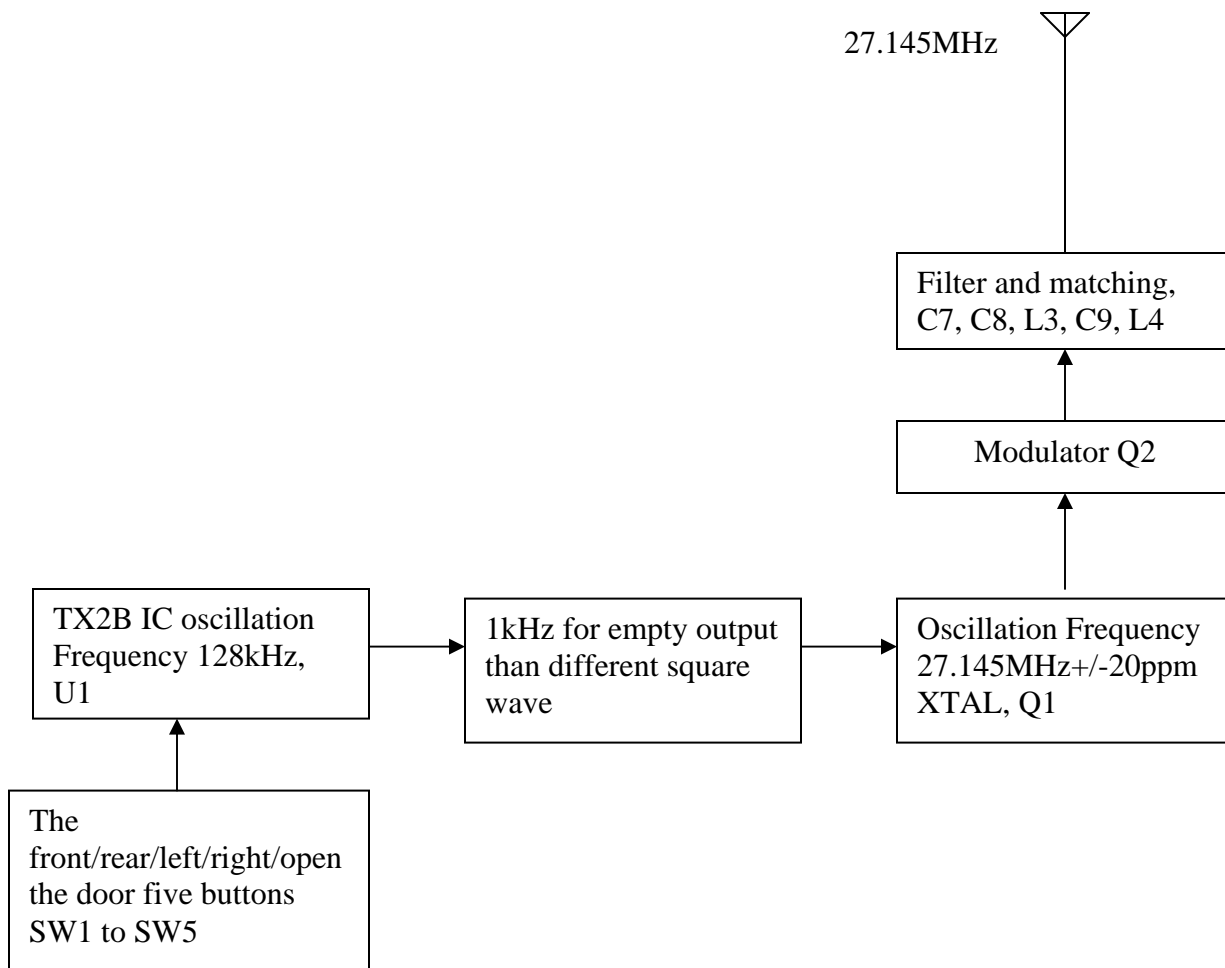 27.145MHz
Filter and matching,
C7, C8, L3, C9, L4
Modulator Q2
TX2B IC oscillation
Frequency 128kHz,
U1
1kHz for empty output
than different square
wave
Oscillation Frequency
27.145MHz+/-20ppm
XTAL, Q1
The
front/rear/left/right/open
the door five buttons
SW1 to SW5